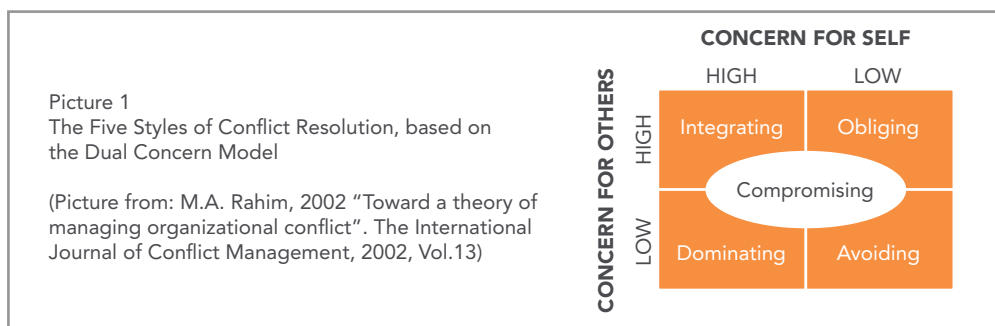 Picture 1
The Five Styles of Conflict Resolution, based on
the Dual Concern Model
(Picture from: M.A. Rahim, 2002 “Toward a theory of
managing organizational conflict”. The International
Journal of Conflict Management, 2002, Vol.13)
CONCERN FOR SELF
HIGH LOW
CONCERN FOR OTHERS
HIGH
Integrating Obliging
Compromising
LOW
Dominating Avoiding